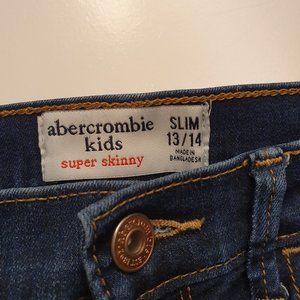 abercrombie
kids
super skinny
SLIM
13/14
MADE IN
BANGLADESH